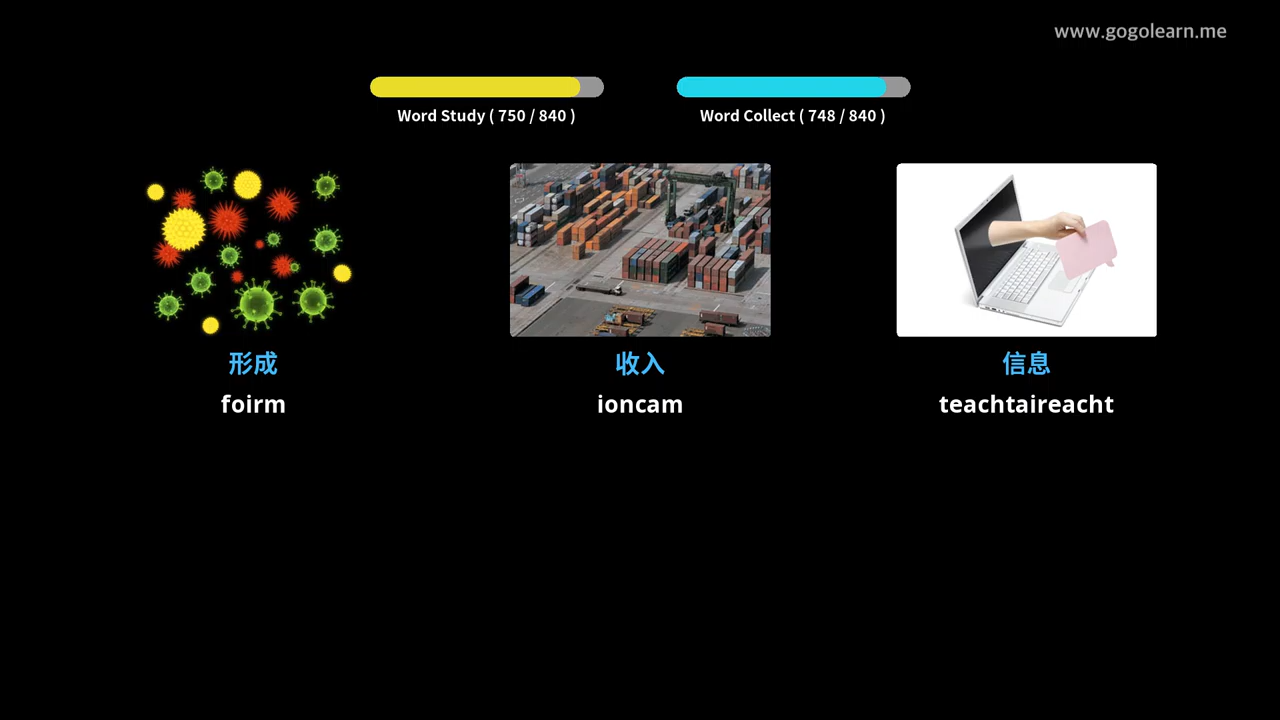 www.gogolearn.me
Word Study ( 750 / 840 )
Word Collect ( 748 / 840 )
形成
foirm
收入
ioncam
信息
teachtaireacht